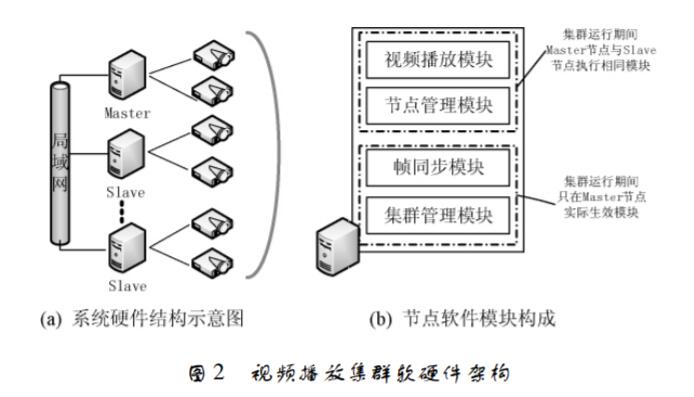 局域网
Master
Slave
Slave
(a) 系统硬件结构示意图
视频播放模块
节点管理模块
帧同步模块
集群管理模块
集群运行期间
Master节点与Slave
节点执行相同模块
集群运行期间
只在Master节点
实际生效模块
(b) 节点软件模块构成
图2 视频播放集群软硬件架构